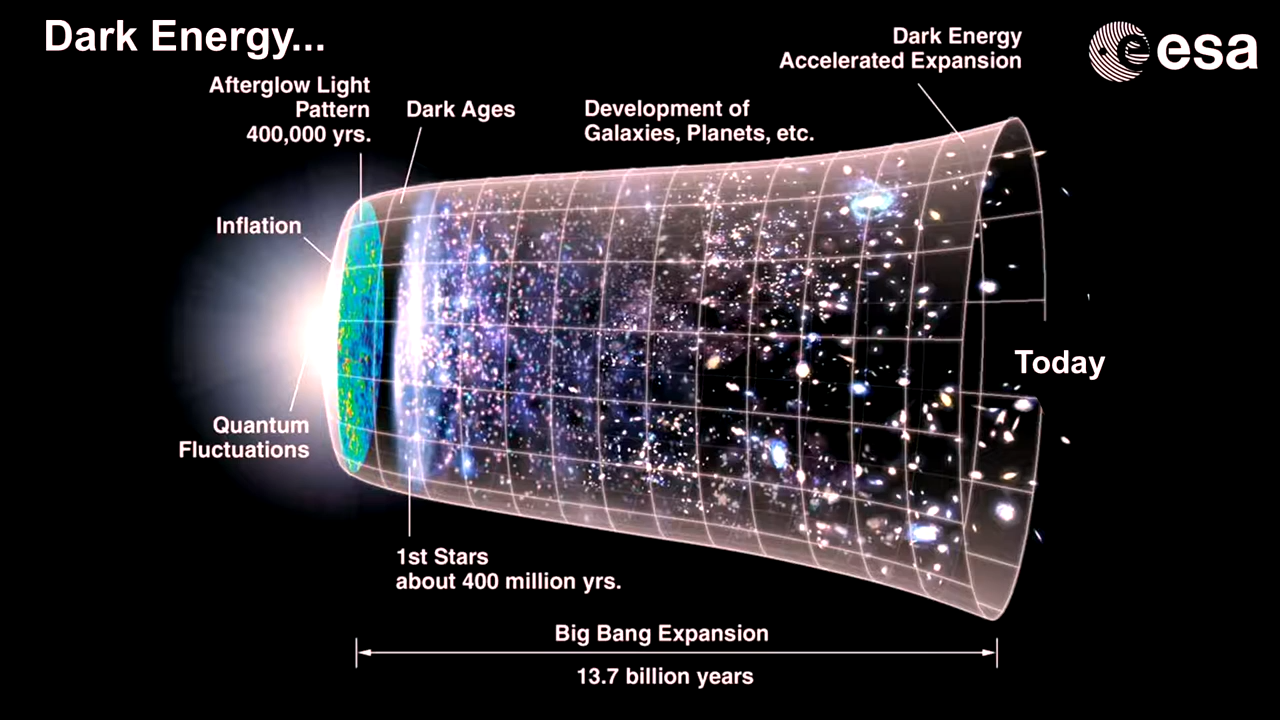 Dark Energy...
esa
Dark Energy
Accelerated Expansion
Afterglow Light
Pattern
400,000 yrs.
Dark Ages
Development of
Galaxies, Planets, etc.
Inflation
Quantum
Fluctuations
Today
1st Stars
about 400 million yrs.
Big Bang Expansion
13.7 billion years